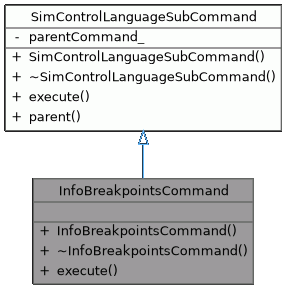 SimControlLanguageSubCommand
- parentCommand_
+ SimControlLanguageSubCommand()
+ ~SimControlLanguageSubCommand()
+ execute()
+ parent()
InfoBreakpointsCommand
+ InfoBreakpointsCommand()
+ ~InfoBreakpointsCommand()
+ execute()